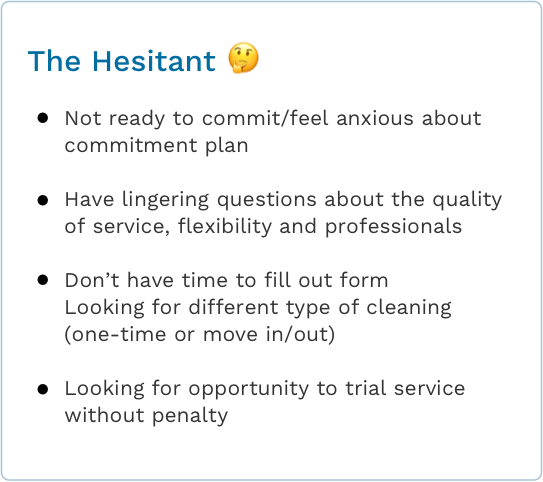 The Hesitant 🤔
● Not ready to commit/feel anxious about
commitment plan
● Have lingering questions about the quality
of service, flexibility and professionals
● Don’t have time to fill out form
Looking for different type of cleaning
(one-time or move in/out)
● Looking for opportunity to trial service
without penalty